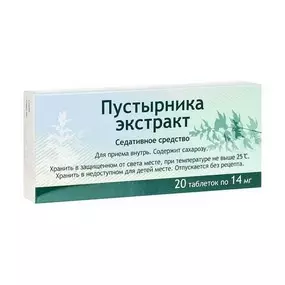 Пустырника
экстракт
Седативное средство
Для приема внутрь. Содержит сахарозу.
Хранить в защищенном от света месте, при температуре не выше 25°C.
Хранить в недоступном для детей месте. Отпускается без рецепта.
20 таблеток по 14 мг